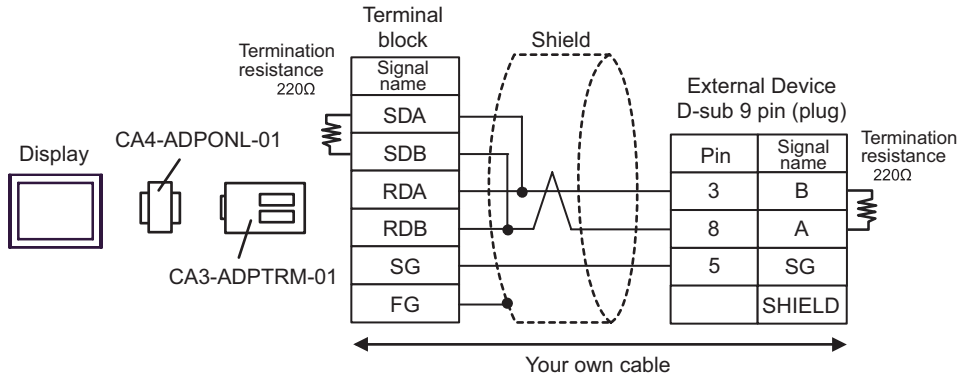 Terminal
block
Shield
Termination
resistance
220Ω
Signal
name
SDA
SDB
RDA
RDB
SG
FG
Display
CA4-ADPONL-01
CA3-ADPTRM-01
External Device
D-sub 9 pin (plug)
Pin
Signal
name
3
B
8
A
5
SG
SHIELD
Termination
resistance
220Ω
Your own cable